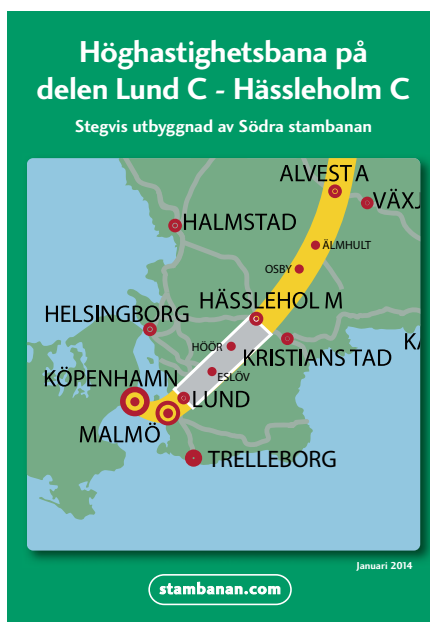 Höghastighetsbana på
delen Lund C - Hässleholm C
Stegvis utbyggnad av Södra stambanan
ALVESTA
VÄXJ
HALMSTAD
ÄLMHULT
OSBY
HÄSSLEHOLM
HELSINGBORG
HÖÖR
KRISTIANSTAD
KA
ESLÖV
KÖPENHAMN
LUND
MALMÖ
TRELLEBORG
Januari 2014
stambanan.com